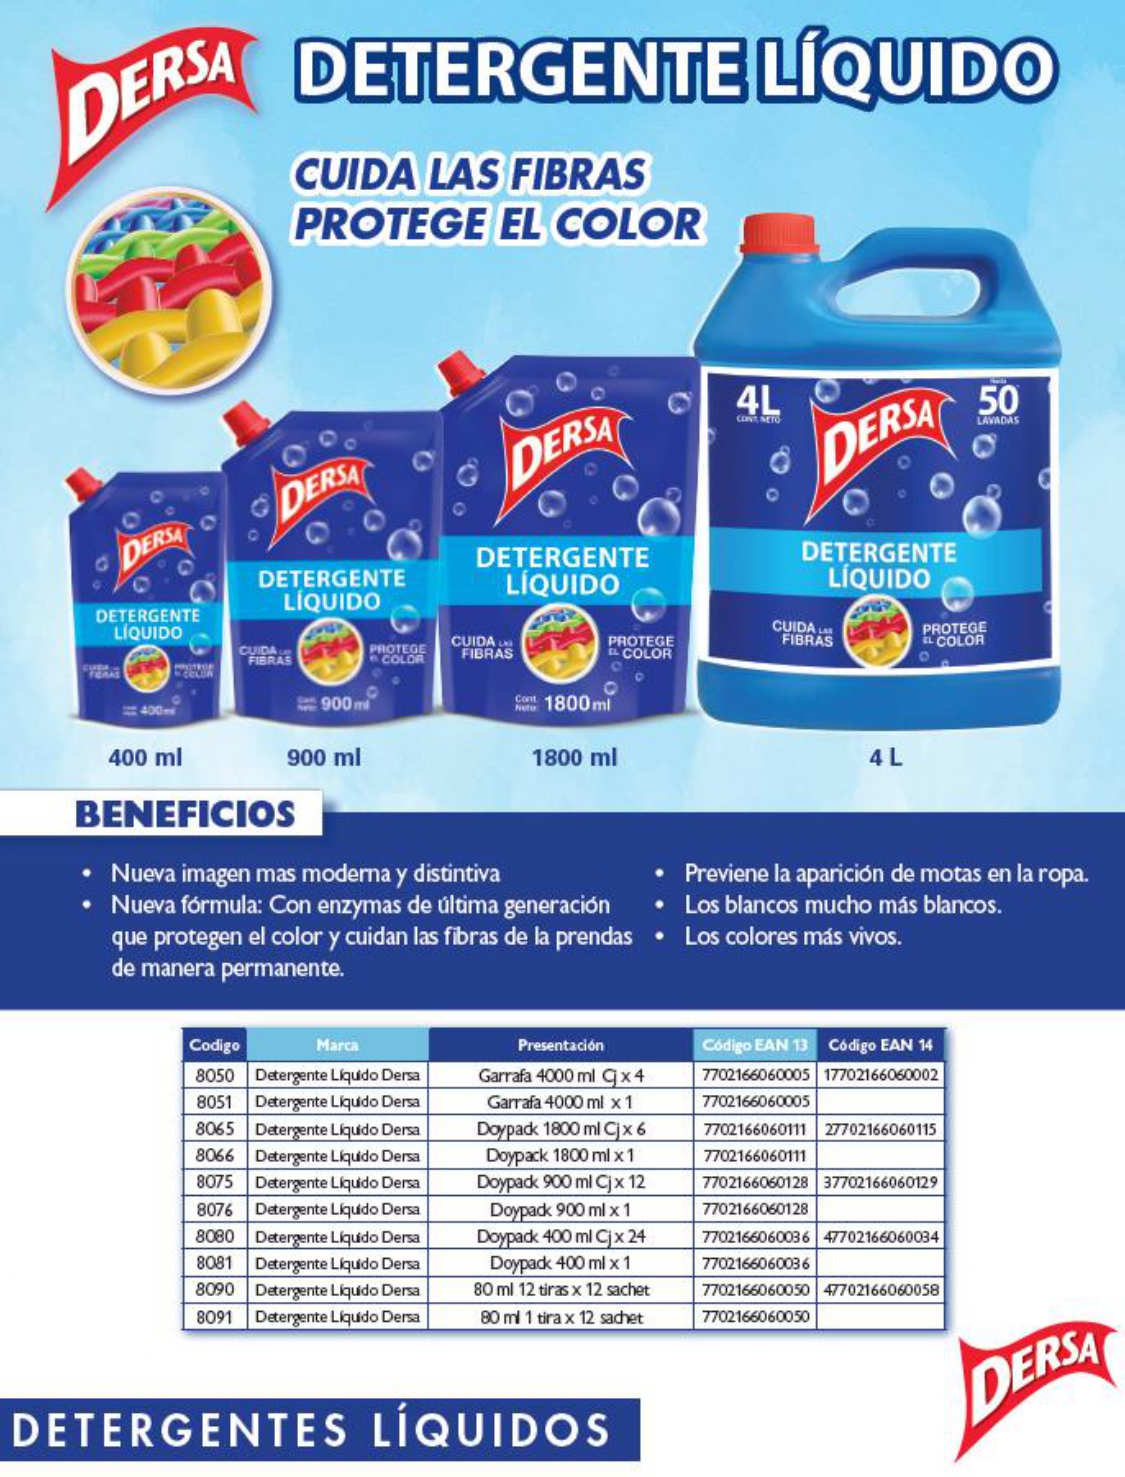 DERSA
DETERGENTE LÍQUIDO
CUIDA LAS FIBRAS
PROTEGE EL COLOR
DERSA
DETERGENTE
LÍQUIDO
400 ml
DERSA
DETERGENTE
LÍQUIDO
CUIDA LAS
FIBRAS
PROTEGE
EL COLOR
Cont.
Neto: 900 ml
DERSA
DETERGENTE
LÍQUIDO
CUIDA LAS
FIBRAS
PROTEGE
EL COLOR
Cont.
Neto: 1800 ml
4L
CONT. NETO
DERSA
Hasta
50
LAVADAS
DETERGENTE
LÍQUIDO
CUIDA LAS
FIBRAS
PROTEGE
EL COLOR
400 ml
900 ml
1800 ml
4 L
BENEFICIOS
• Nueva imagen mas moderna y distintiva
• Nueva fórmula: Con enzymas de última generación
que protegen el color y cuidan las fibras de la prendas
de manera permanente.
• Previene la aparición de motas en la ropa.
• Los blancos mucho más blancos.
• Los colores más vivos.
Codigo Marca Presentación Código EAN 13 Código EAN 14
8050 Detergente Líquido Dersa Garrafa 4000 ml Cj x 4 7702166060005 17702166060002
8051 Detergente Líquido Dersa Garrafa 4000 ml x 1 7702166060005
8065 Detergente Líquido Dersa Doypack 1800 ml Cj x 6 7702166060111 27702166060115
8066 Detergente Líquido Dersa Doypack 1800 ml x 1 7702166060111
8075 Detergente Líquido Dersa Doypack 900 ml Cj x 12 7702166060128 37702166060129
8076 Detergente Líquido Dersa Doypack 900 ml x 1 7702166060128
8080 Detergente Líquido Dersa Doypack 400 ml Cj x 24 7702166060036 47702166060034
8081 Detergente Líquido Dersa Doypack 400 ml x 1 7702166060036
8090 Detergente Líquido Dersa 80 ml 12 tiras x 12 sachet 7702166060050 47702166060058
8091 Detergente Líquido Dersa 80 ml 1 tira x 12 sachet 7702166060050
DERSA
DETERGENTES LÍQUIDOS